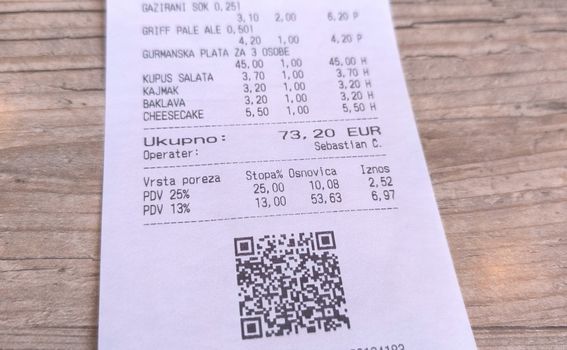 GAZIRANI SOK 0,251
3,10 2,00 6,20 P
GRIFF PALE ALE 0,501
4,20 1,00 4,20 P
GURMANSKA PLATA ZA 3 OSOBE
45,00 1,00 45,00 H
KUPUS SALATA 3,70 1,00 3,70 H
KAJMAK 3,20 1,00 3,20 H
BAKLAVA 3,20 1,00 3,20 H
CHEESECAKE 5,50 1,00 5,50 H
Ukupno: 73,20 EUR
Operater: Sebastian C.
Vrsta poreza Stopa% Osnovica Iznos
PDV 25% 25,00 10,08 2,52
PDV 13% 13,00 53,63 6,97